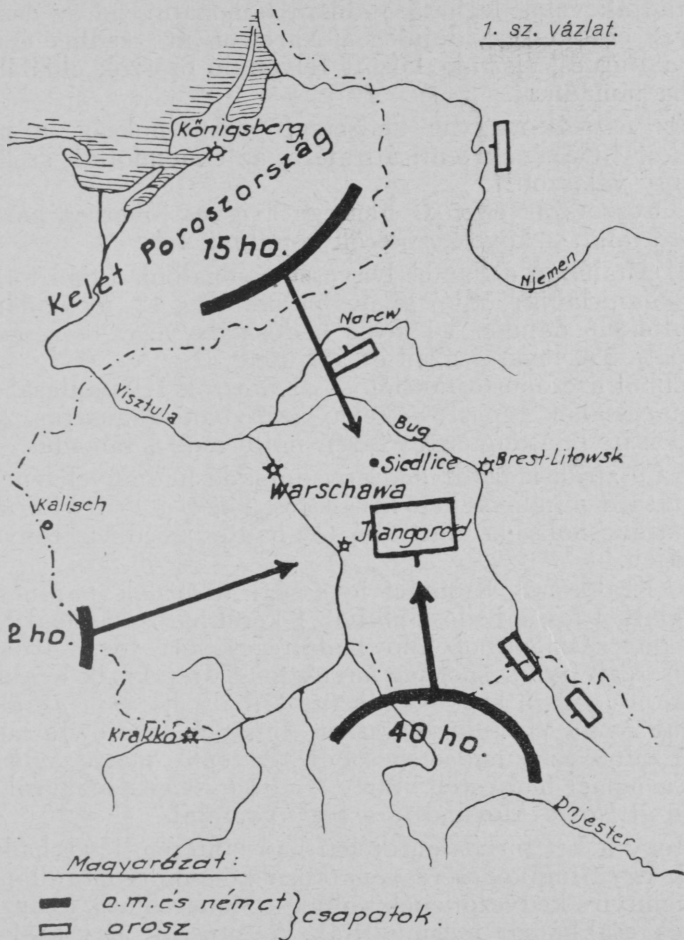 1. sz. vázlat.
Kőnigsberg
Kelet Poroszország
15 ho.
Njemen
Narew
Visztula
Bug
Siedlice
Brest-Litowsk
Warschawa
Kalisch
Ivangorod
2 ho.
Krakkó
40 ho.
Dnjester
Magyarázat:
o.m. és német
orosz
csapatok.